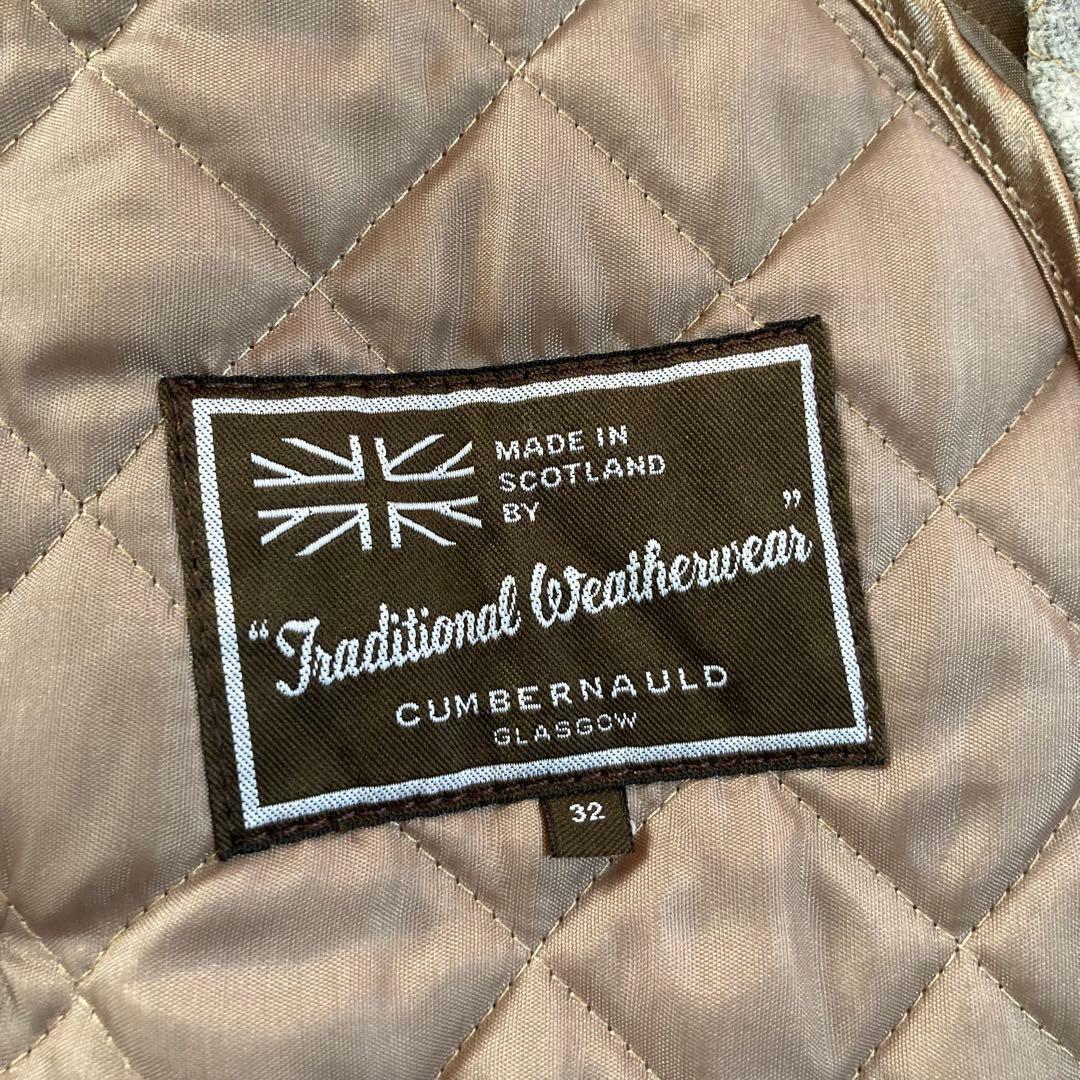 MADE IN
SCOTLAND
BY
“Traditional Weatherwear”
CUMBERNAULD
GLASGOW
32